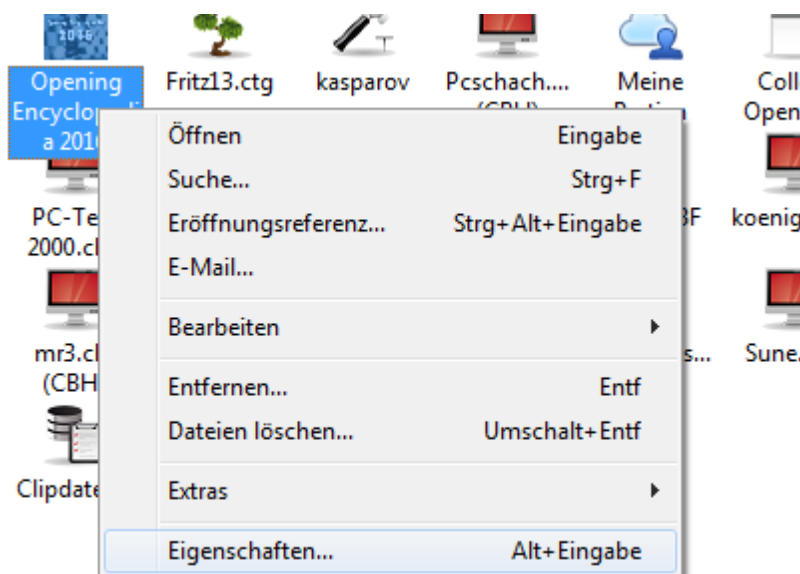 2016
Opening
Encyclopedi
a 2016
Fritz13.ctg
kasparov
Pcschach....
(CBH)
Meine
Coll
Open
PC-Te
2000.cl
koenig
mr3.cl
(CBH
s...
Sune.
Clipdate
Öffnen Eingabe
Suche... Strg+F
Eröffnungsreferenz... Strg+Alt+Eingabe
E-Mail...
Bearbeiten
Entfernen... Entf
Dateien löschen... Umschalt+Entf
Extras
Eigenschaften... Alt+Eingabe